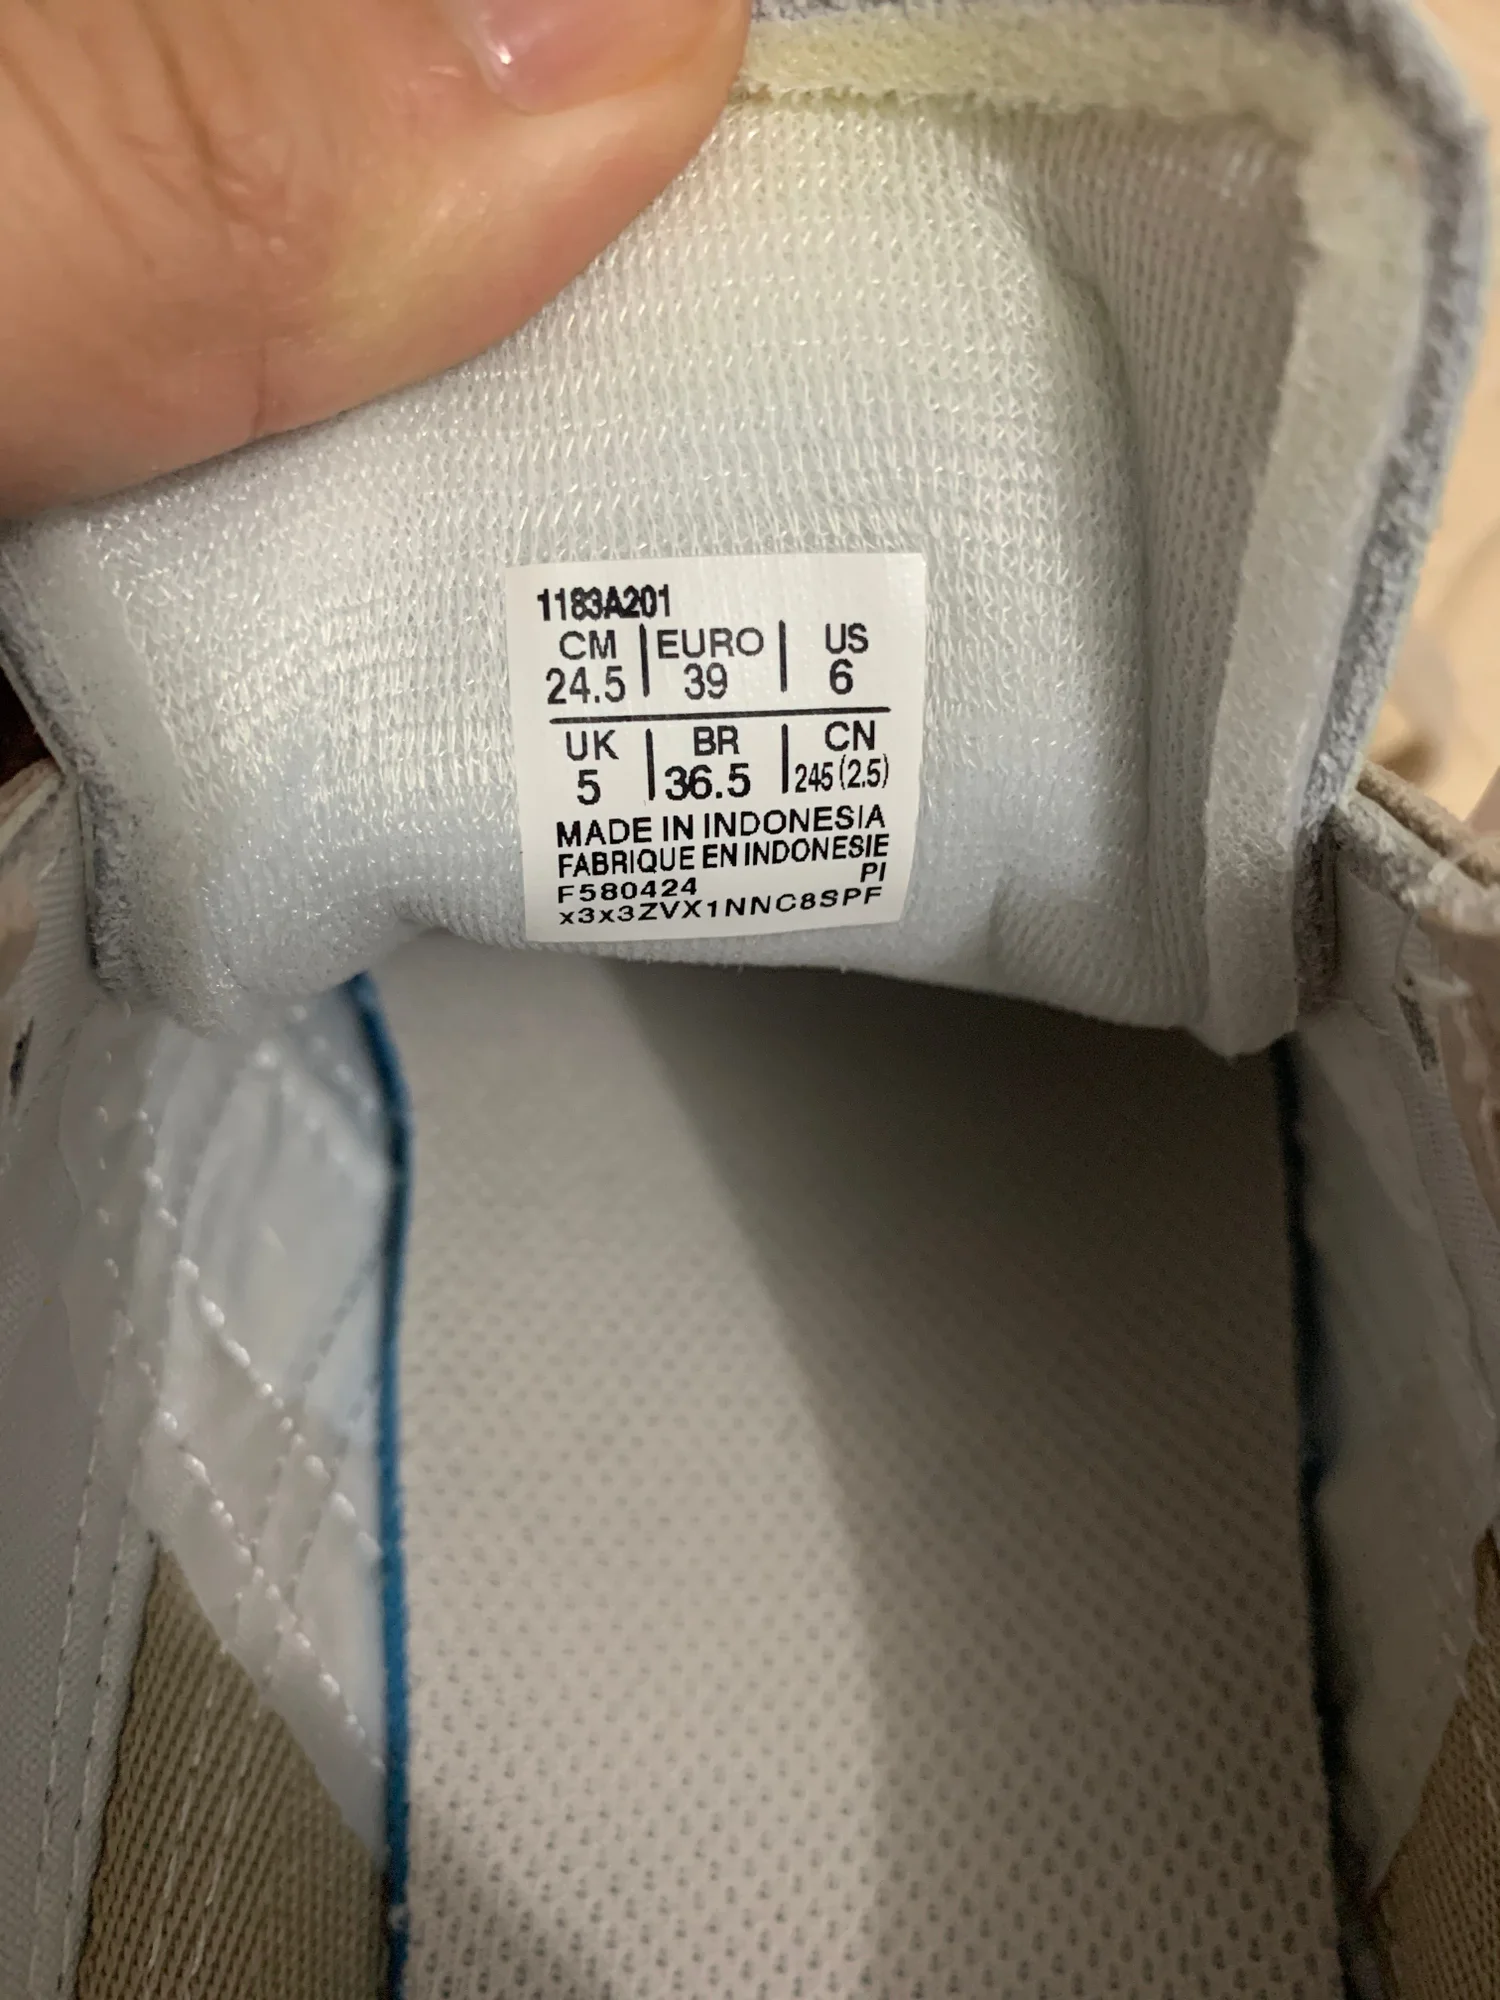 1183A201
CM | EURO | US
24.5 | 39 | 6
UK | BR | CN
5 | 36.5 | 245 (2.5)
MADE IN INDONESIA
FABRIQUE EN INDONESIE
F580424 PI
x3x3ZVX1NNC8SPF